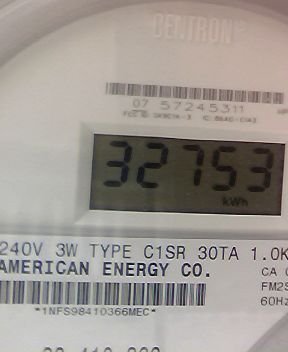 CENTRON®
07 57245311
32753
kWh
240V 3W TYPE C1SR 30TA 1.0K
AMERICAN ENERGY CO.
CA
FM2S
60Hz
*1NFS98410366MEC*